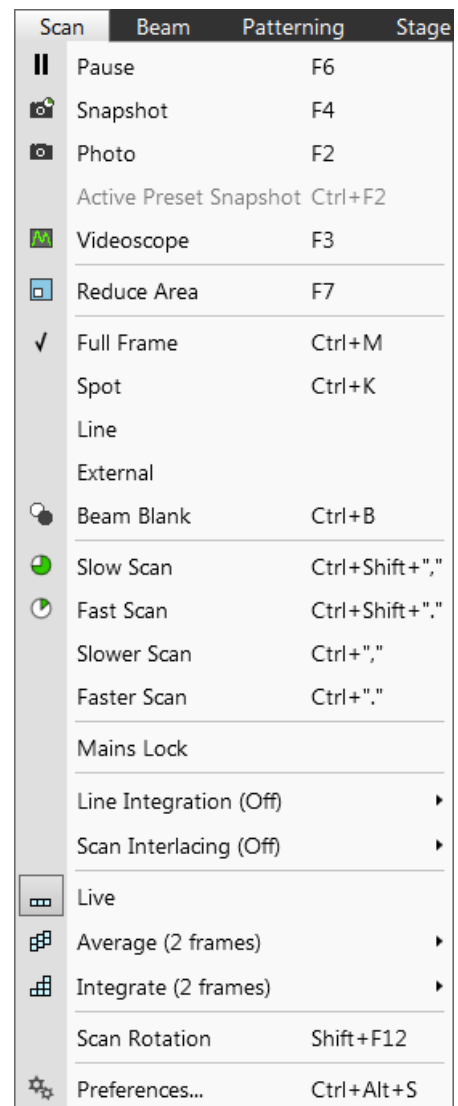 Scan Beam Patterning Stage
Pause F6
Snapshot F4
Photo F2
Active Preset Snapshot Ctrl+F2
Videoscope F3
Reduce Area F7
Full Frame Ctrl+M
Spot Ctrl+K
Line
External
Beam Blank Ctrl+B
Slow Scan Ctrl+Shift+","
Fast Scan Ctrl+Shift+"."
Slower Scan Ctrl+","
Faster Scan Ctrl+"."
Mains Lock
Line Integration (Off)
Scan Interlacing (Off)
Live
Average (2 frames)
Integrate (2 frames)
Scan Rotation Shift+F12
Preferences... Ctrl+Alt+S